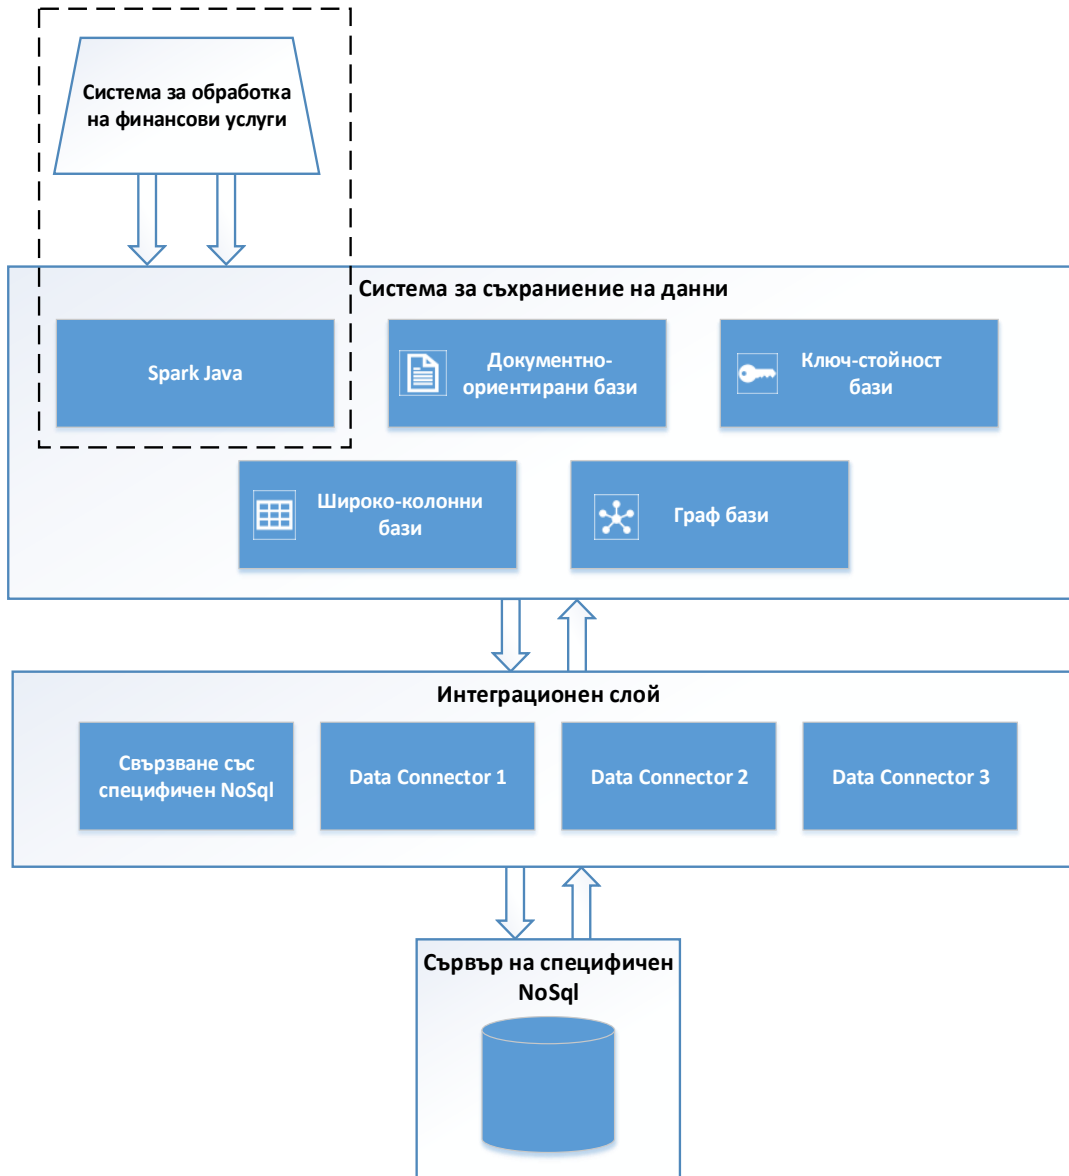 Система за обработка
на финансови услуги
Система за съхраниение на данни
Spark Java
Документно-
ориентирани бази
Ключ-стойност
бази
Широко-колонни
бази
Граф бази
Интеграционен слой
Свързване със
специфичен NoSql
Data Connector 1
Data Connector 2
Data Connector 3
Сървър на специфичен
NoSql